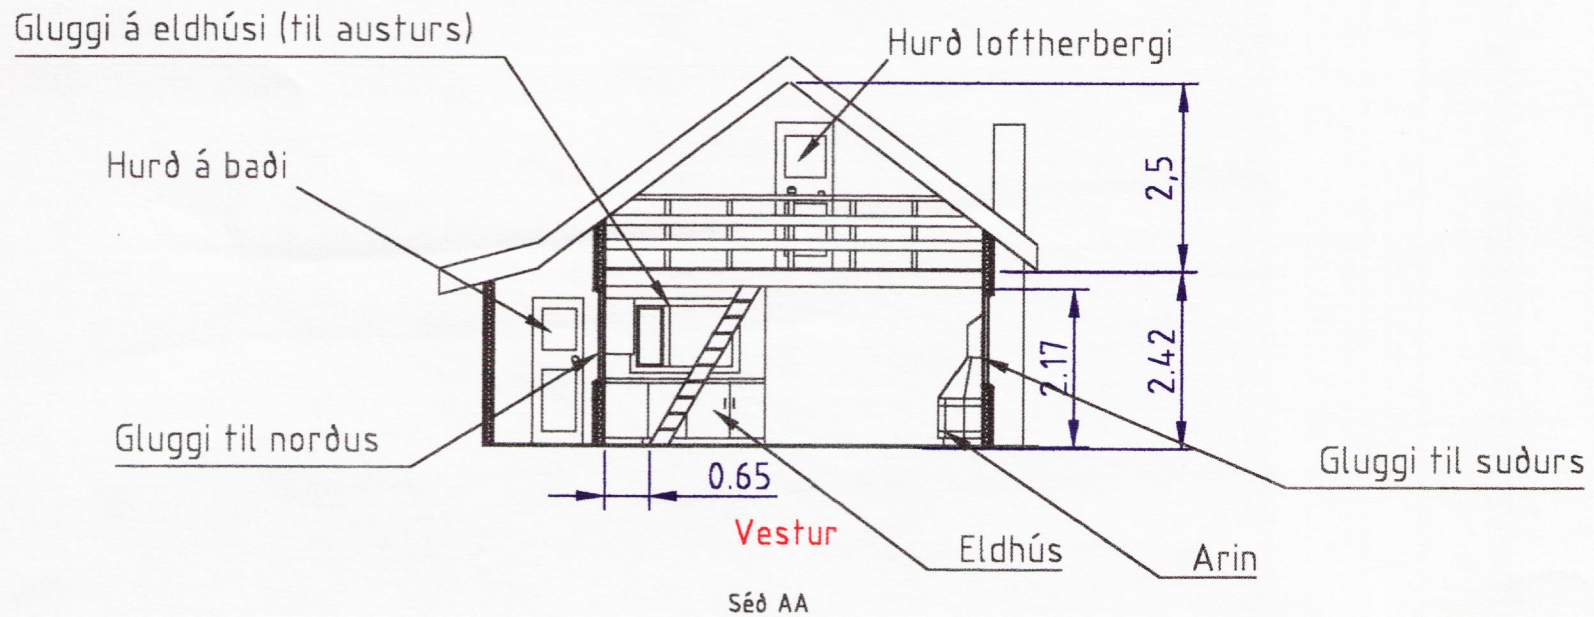 Gluggi á eldhúsi (til austurs)
Hurð loftherbergi
Hurð á baði
2,5
2.17
2.42
Gluggi til norðus
0.65
Gluggi til suðurs
Vestur
Eldhús
Arin
Séð AA